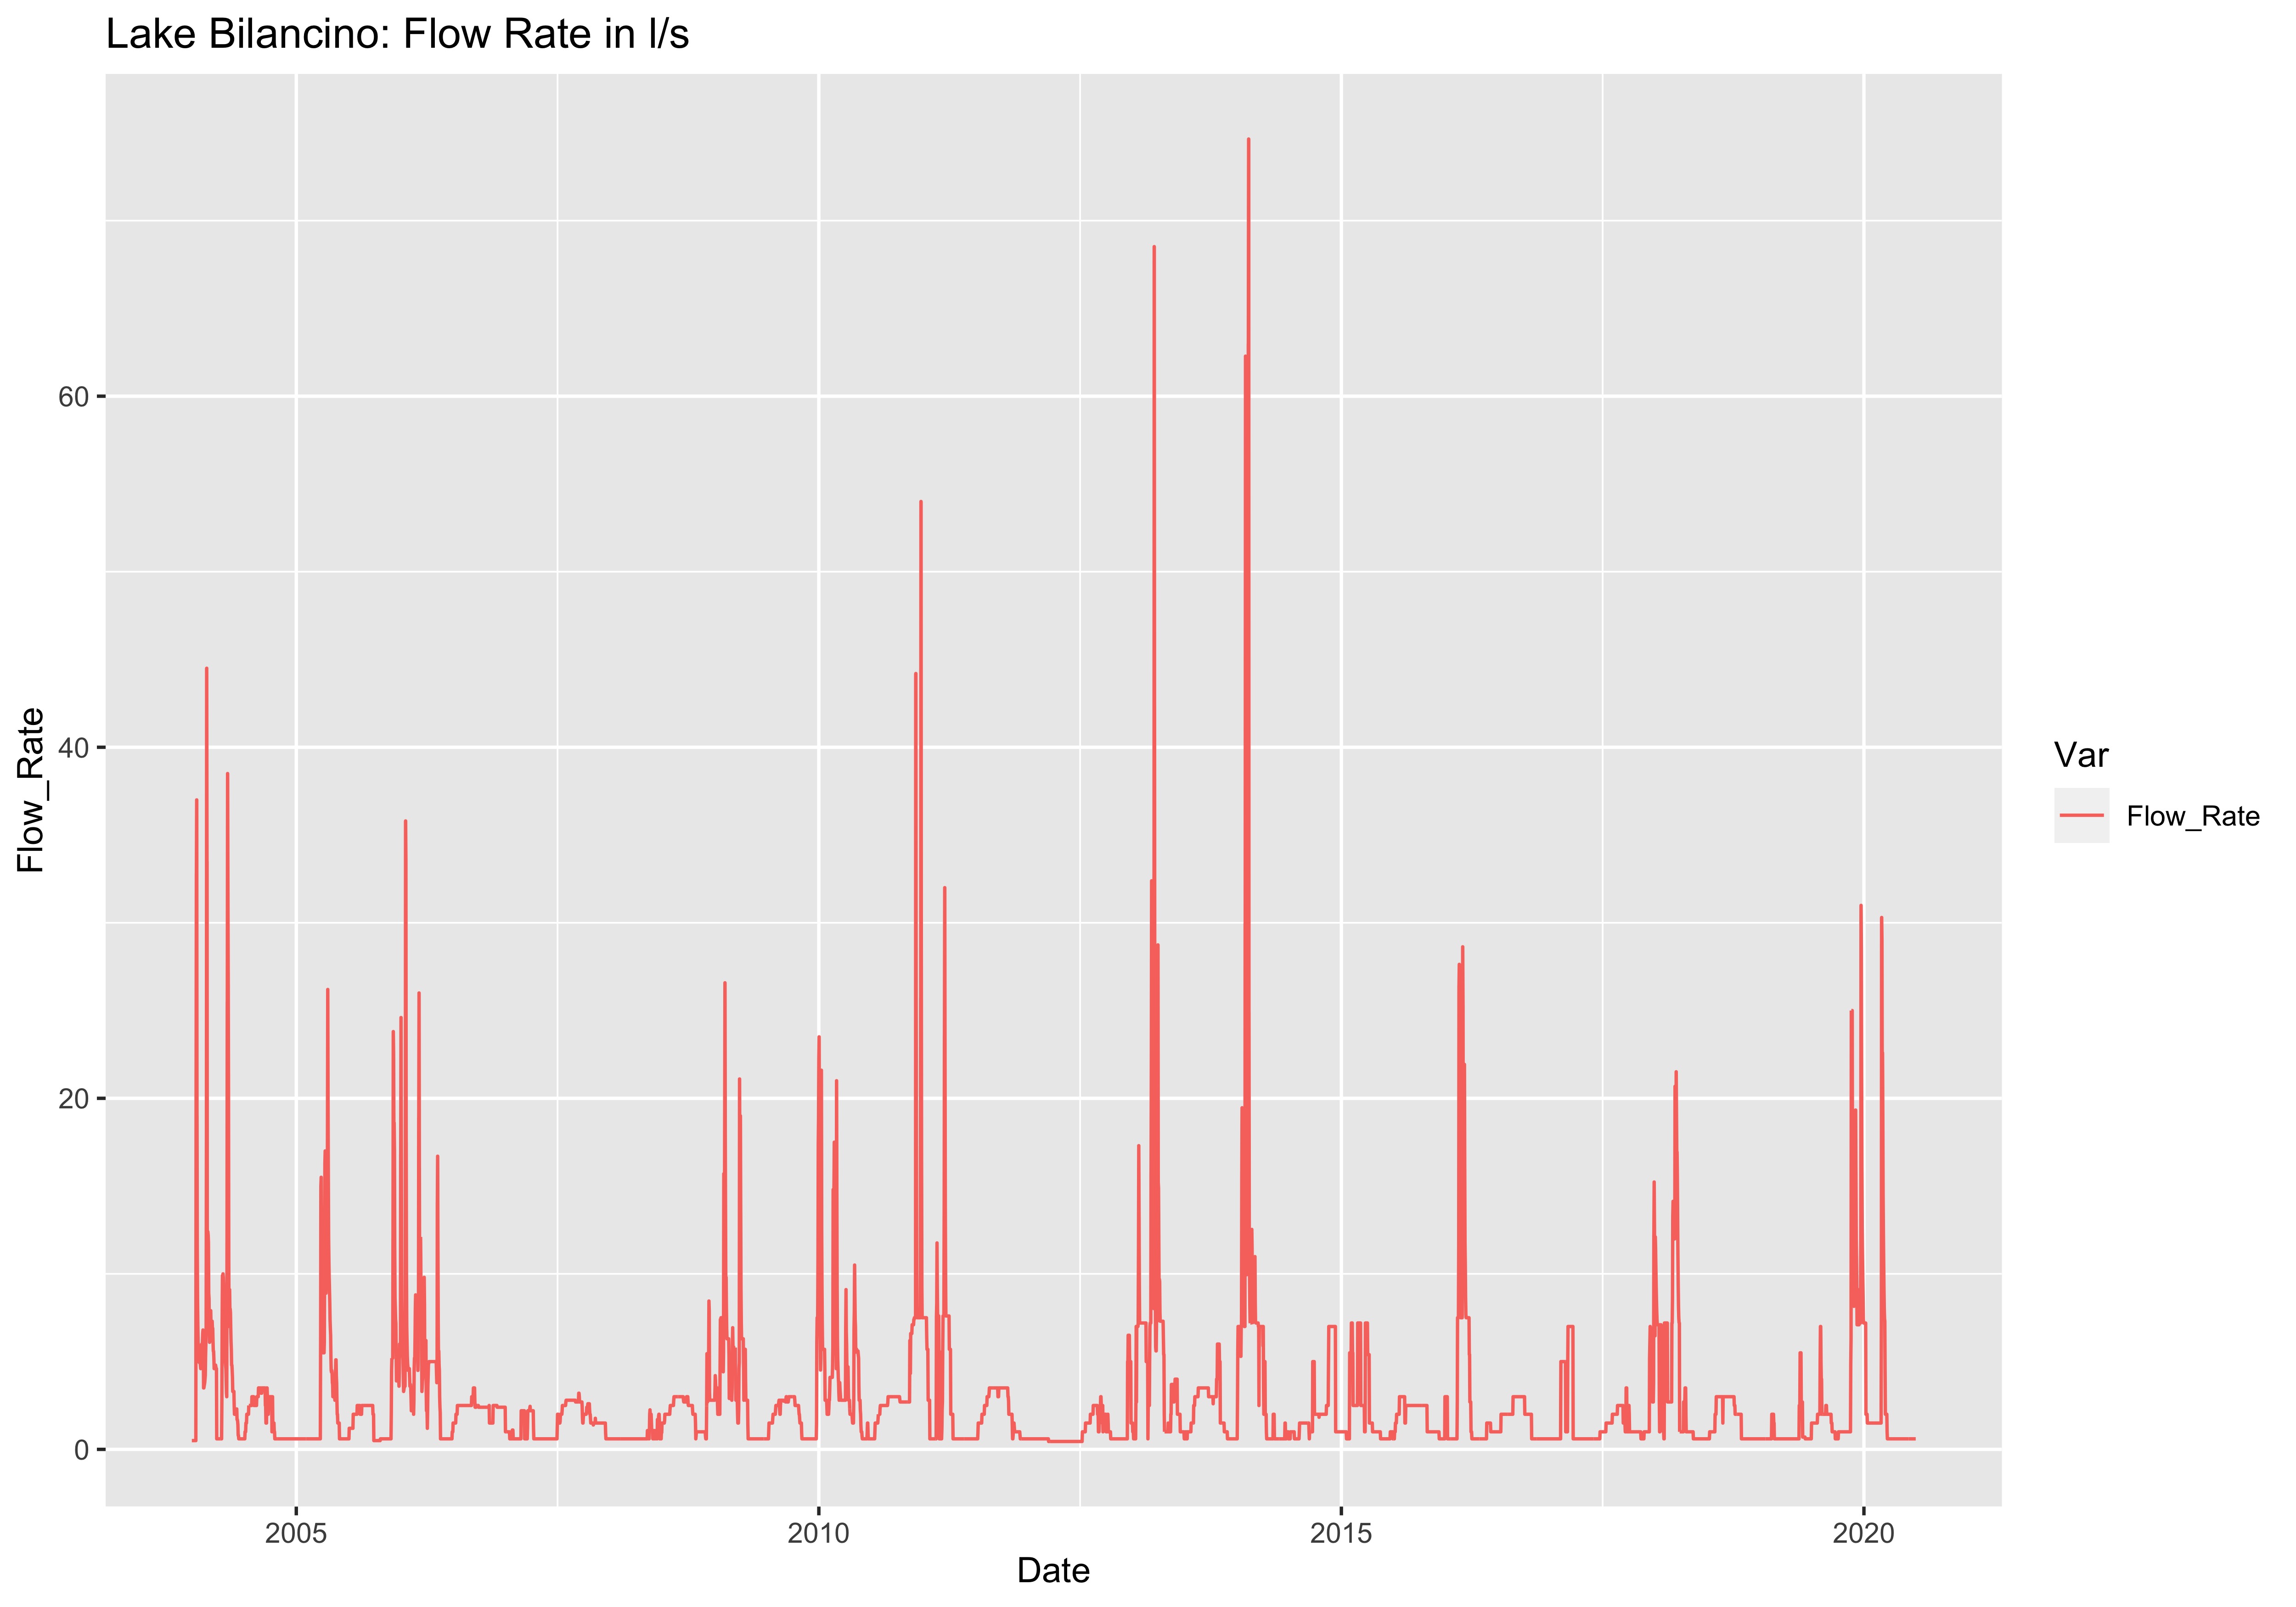 Lake Bilancino: Flow Rate in l/s
Flow_Rate
60
40
20
0
2005 2010 2015 2020
Date
Var
Flow_Rate